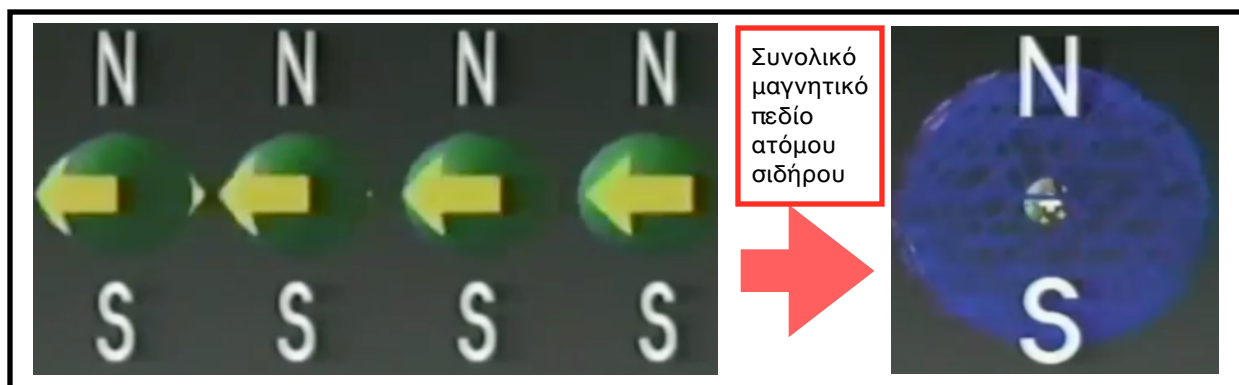 N N N N
S S S S
Συνολικό
μαγνητικό
πεδίο
ατόμου
σιδήρου
N
S